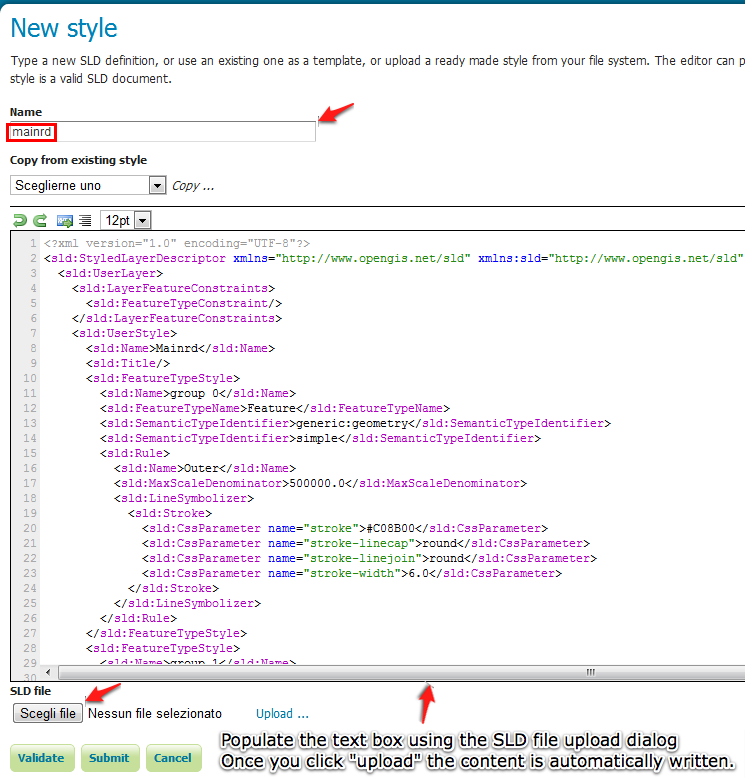 New style
Type a new SLD definition, or use an existing one as a template, or upload a ready made style from your file system. The editor can p
style is a valid SLD document.
Name
mainrd
Copy from existing style
Sceglierne uno Copy ...
12pt
1 <?xml version="1.0" encoding="UTF-8"?>
2 <sld:StyledLayerDescriptor xmlns="http://www.opengis.net/sld" xmlns:sld="http://www.opengis.net/sld"
3 <sld:UserLayer>
4 <sld:LayerFeatureConstraints>
5 <sld:FeatureTypeConstraint/>
6 </sld:LayerFeatureConstraints>
7 <sld:UserStyle>
8 <sld:Name>Mainrd</sld:Name>
9 <sld:Title/>
10 <sld:FeatureTypeStyle>
11 <sld:Name>group 0</sld:Name>
12 <sld:FeatureTypeName>Feature</sld:FeatureTypeName>
13 <sld:SemanticTypeIdentifier>generic:geometry</sld:SemanticTypeIdentifier>
14 <sld:SemanticTypeIdentifier>simple</sld:SemanticTypeIdentifier>
15 <sld:Rule>
16 <sld:Name>Outer</sld:Name>
17 <sld:MaxScaleDenominator>500000.0</sld:MaxScaleDenominator>
18 <sld:LineSymbolizer>
19 <sld:Stroke>
20 <sld:CssParameter name="stroke">#C08B00</sld:CssParameter>
21 <sld:CssParameter name="stroke-linecap">round</sld:CssParameter>
22 <sld:CssParameter name="stroke-linejoin">round</sld:CssParameter>
23 <sld:CssParameter name="stroke-width">6.0</sld:CssParameter>
24 </sld:Stroke>
25 </sld:LineSymbolizer>
26 </sld:Rule>
27 </sld:FeatureTypeStyle>
28 <sld:FeatureTypeStyle>
29 <sld:Name>group 1</sld:Name>
30
SLD file
Scegli file Nessun file selezionato Upload ...
Populate the text box using the SLD file upload dialog
Once you click "upload" the content is automatically written.
Validate Submit Cancel